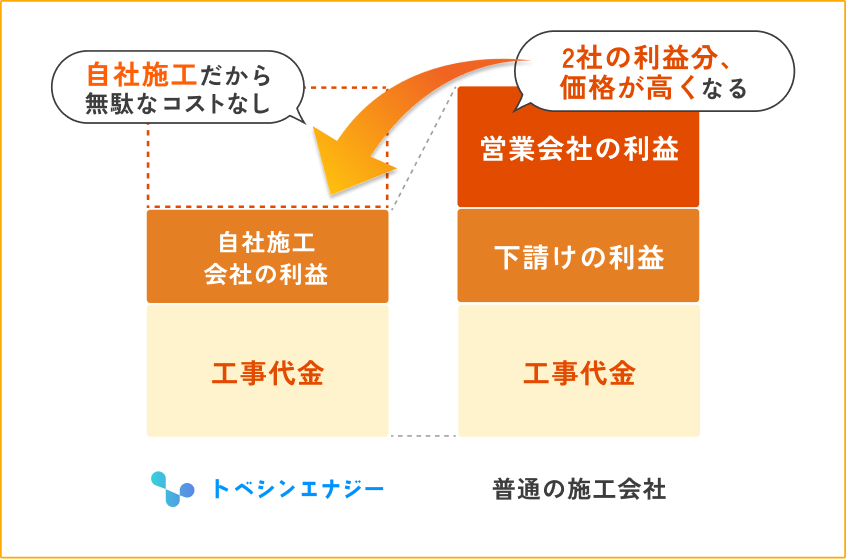 自社施工だから
無駄なコストなし
2社の利益分、
価格が高くなる
営業会社の利益
自社施工
会社の利益
下請けの利益
工事代金
工事代金
トベシンエナジー
普通の施工会社